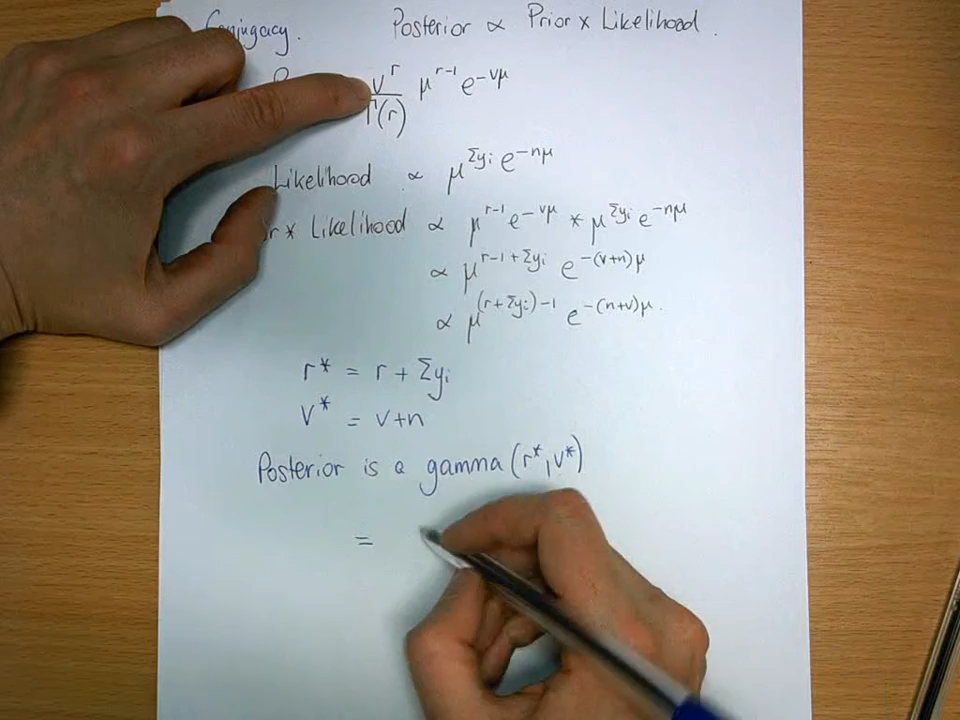 Conjugacy. Posterior ∝ Prior x Likelihood.
v^r / Γ(r) μ^(r-1) e^(-vμ)
Likelihood ∝ μ^(Σyᵢ) e^(-nμ)
* Likelihood ∝ μ^(r-1) e^(-vμ) * μ^(Σyᵢ) e^(-nμ)
∝ μ^(r-1+Σyᵢ) e^(-(v+n)μ)
∝ μ^((r+Σyᵢ)-1) e^(-(n+v)μ).
r* = r + Σyᵢ
v* = v+n
Posterior is a gamma (r*, v*)
=